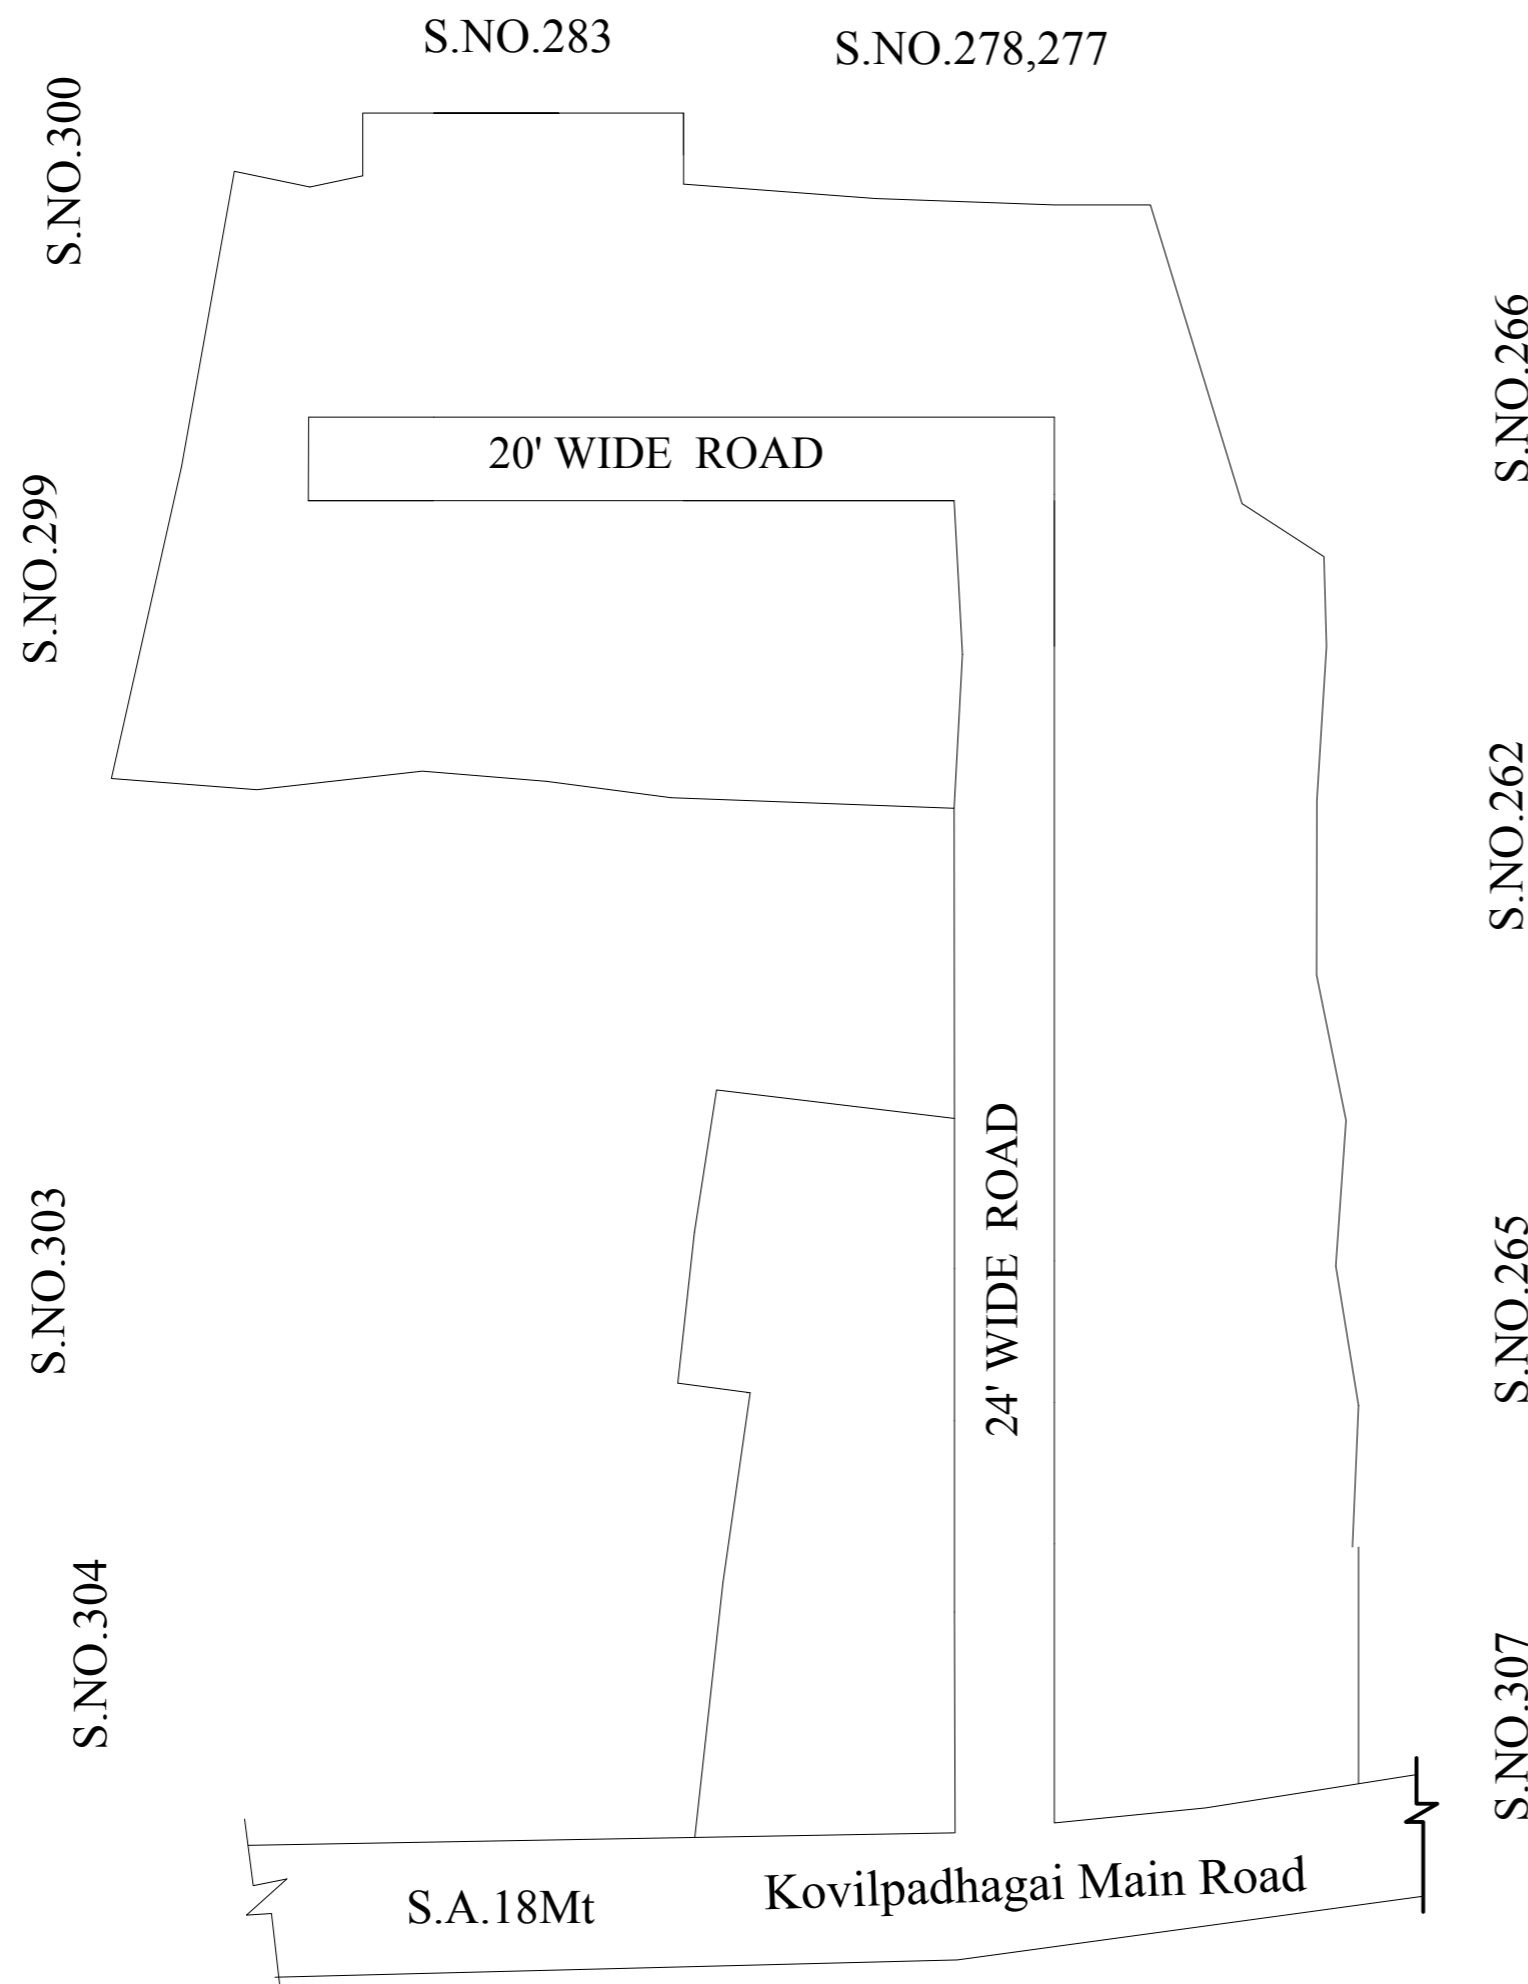 S.NO.283
S.NO.278,277
S.NO.300
S.NO.266
20' WIDE ROAD
S.NO.299
S.NO.262
24' WIDE ROAD
S.NO.303
S.NO.265
S.NO.304
S.NO.307
Kovilpadhagai Main Road
S.A.18Mt